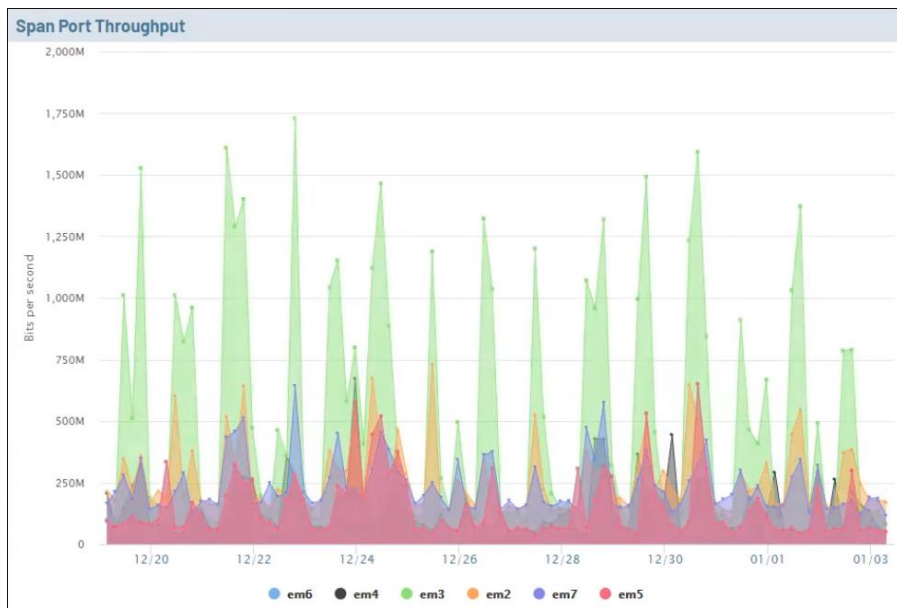 Span Port Throughput
2,000M
1,750M
1,500M
1,250M
1,000M
750M
500M
250M
0
Bits per second
12/20 12/22 12/24 12/26 12/28 12/30 01/01 01/03
em6 em4 em3 em2 em7 em5